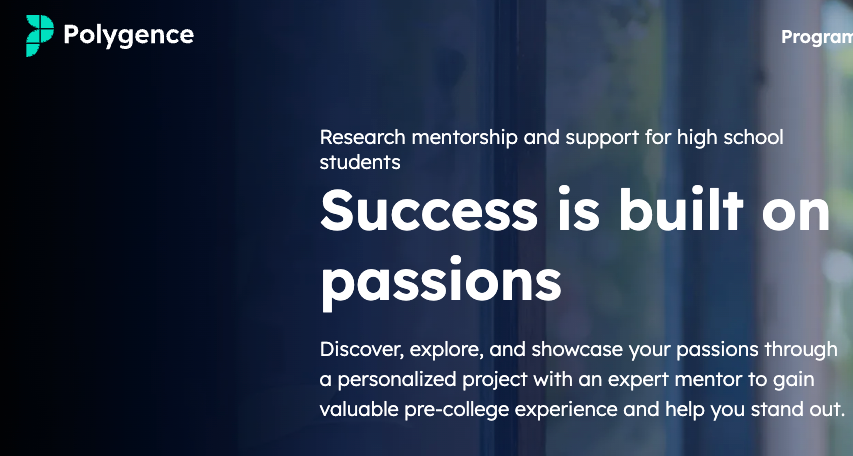 Polygence
Program
Research mentorship and support for high school
students
Success is built on
passions
Discover, explore, and showcase your passions through
a personalized project with an expert mentor to gain
valuable pre-college experience and help you stand out.